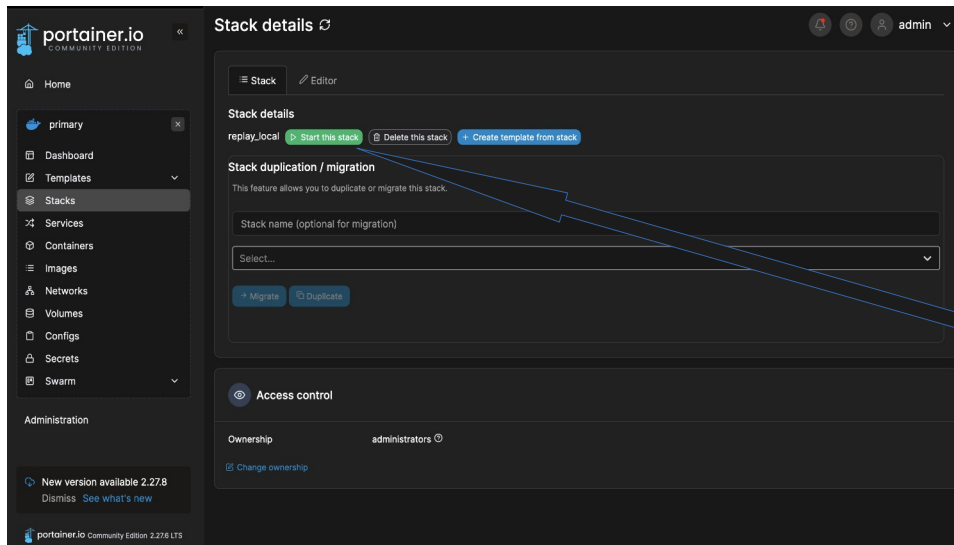 portainer.io
COMMUNITY EDITION
«
Home
primary
Dashboard
Templates
Stacks
Services
Containers
Images
Networks
Volumes
Configs
Secrets
Swarm
Administration
New version available 2.27.8
Dismiss See what's new
portainer.io Community Edition 2.27.6 LTS
Stack details
admin
Stack Editor
Stack details
replay_local Start this stack Delete this stack + Create template from stack
Stack duplication / migration
This feature allows you to duplicate or migrate this stack.
Stack name (optional for migration)
Select...
Migrate Duplicate
Access control
Ownership administrators
Change ownership